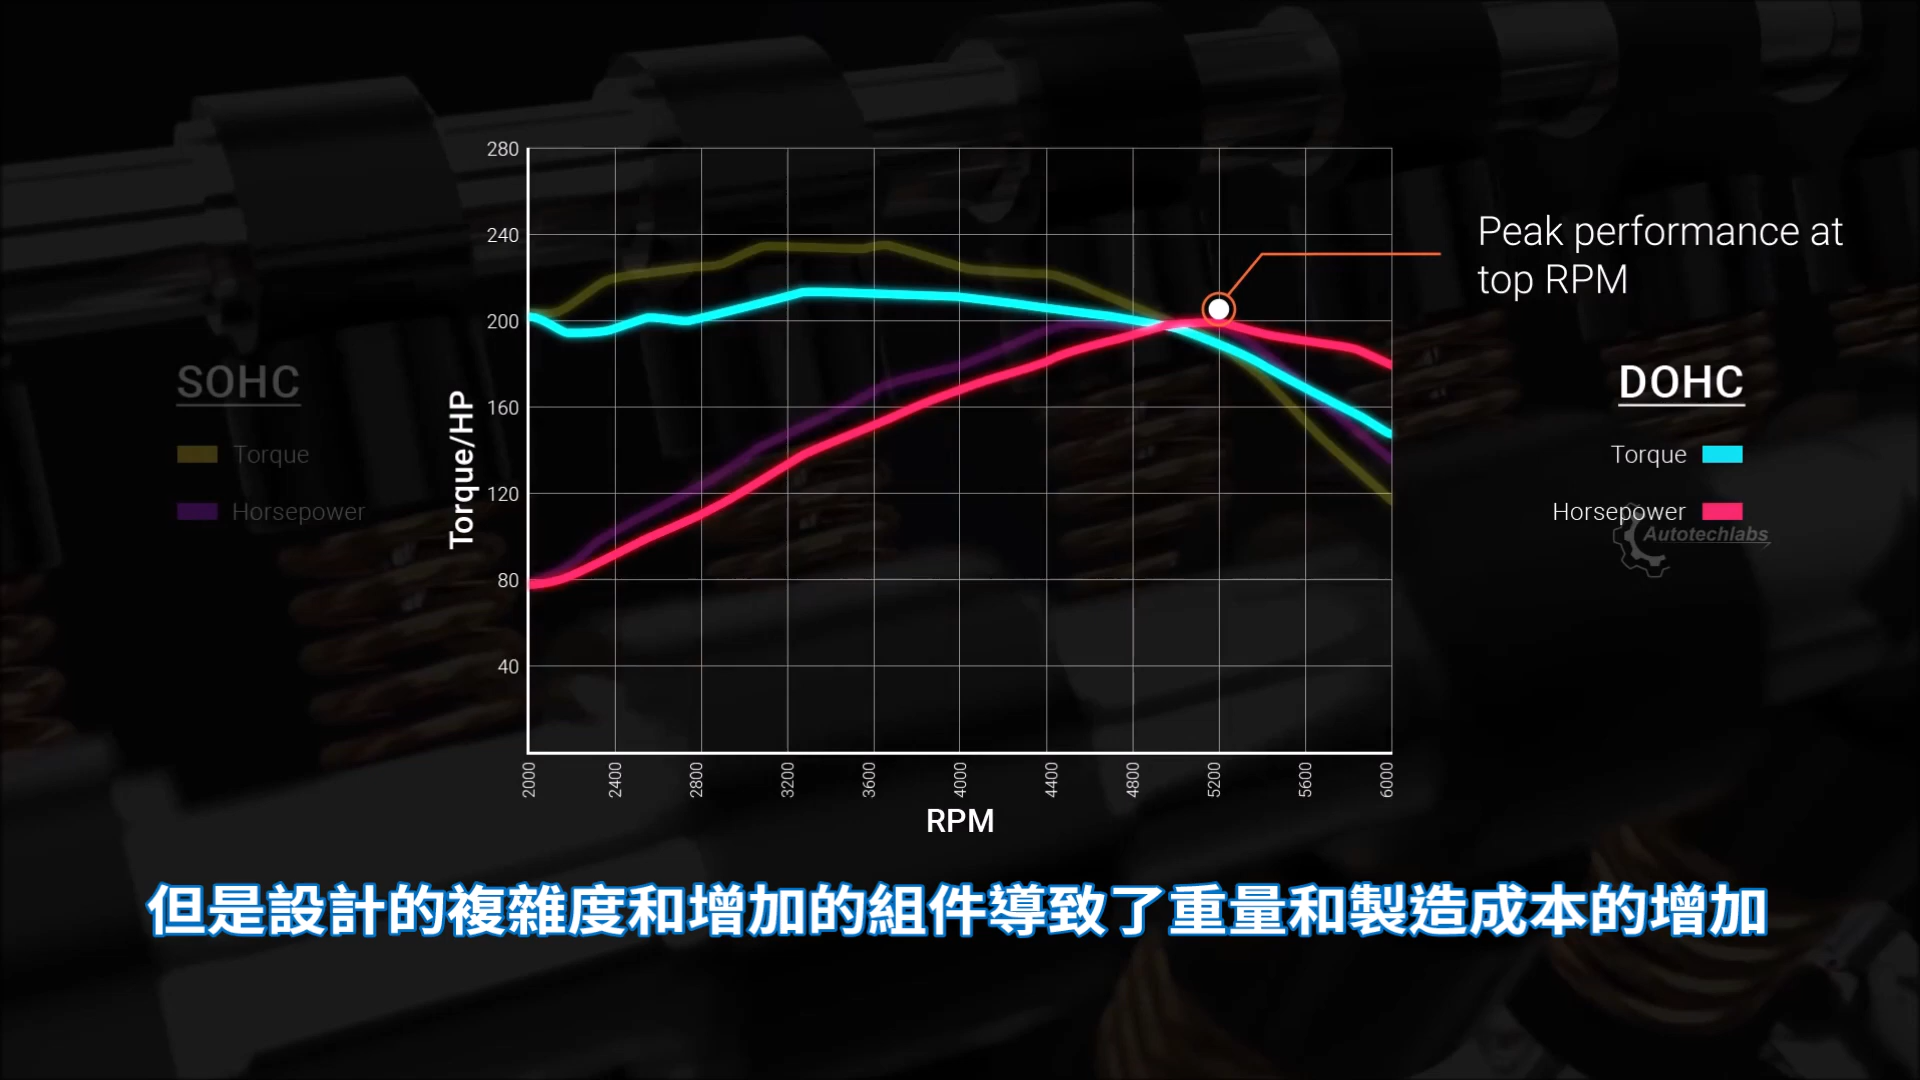 280
240
200
160
120
80
40
Torque/HP
2000 2400 2800 3200 3600 4000 4400 4800 5200 5600 6000
RPM
SOHC
Torque
Horsepower
Peak performance at
top RPM
DOHC
Torque
Horsepower
Autotechlabs
但是設計的複雜度和增加的組件導致了重量和製造成本的增加